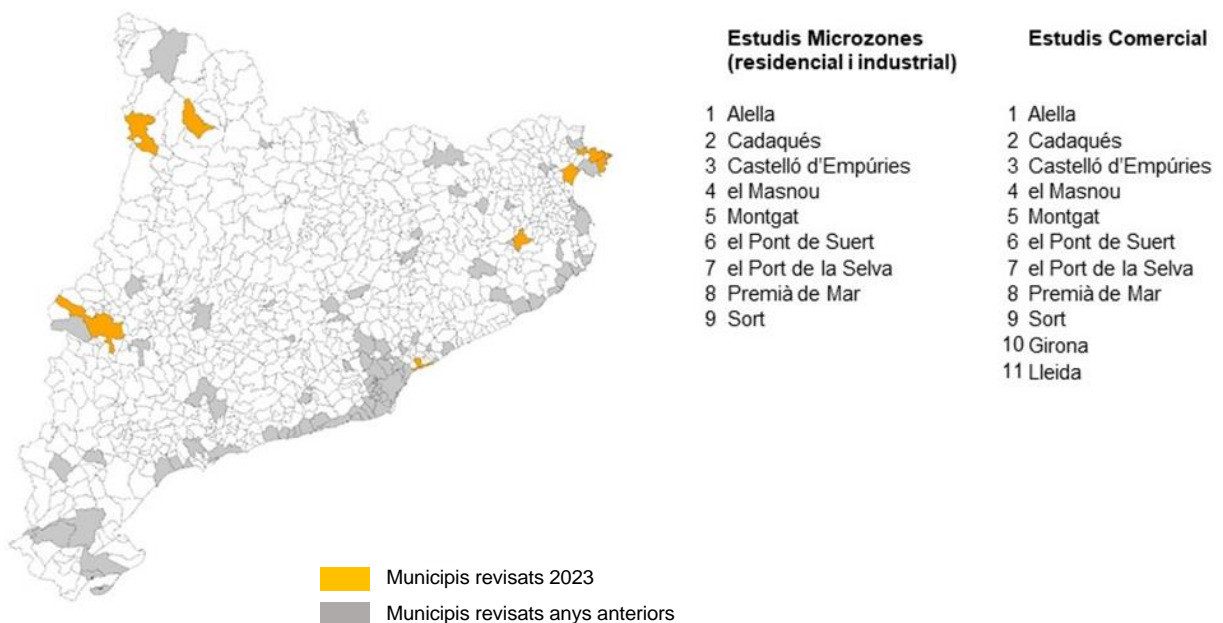 Estudis Microzones
(residencial i industrial)
1 Alella
2 Cadaqués
3 Castelló d'Empúries
4 el Masnou
5 Montgat
6 el Pont de Suert
7 el Port de la Selva
8 Premià de Mar
9 Sort
Estudis Comercial
1 Alella
2 Cadaqués
3 Castelló d'Empúries
4 el Masnou
5 Montgat
6 el Pont de Suert
7 el Port de la Selva
8 Premià de Mar
9 Sort
10 Girona
11 Lleida
Municipis revisats 2023
Municipis revisats anys anteriors